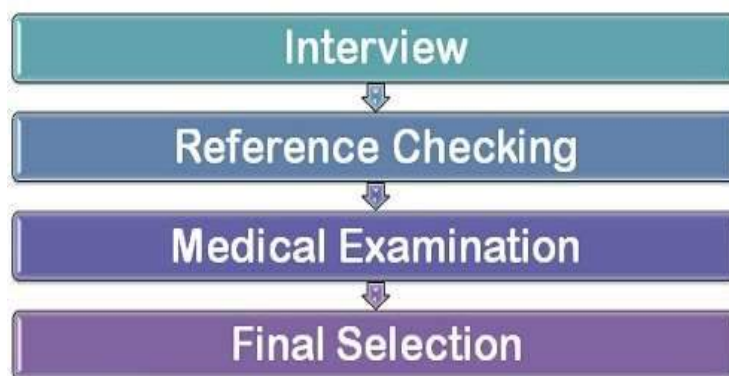 Interview
Reference Checking
Medical Examination
Final Selection